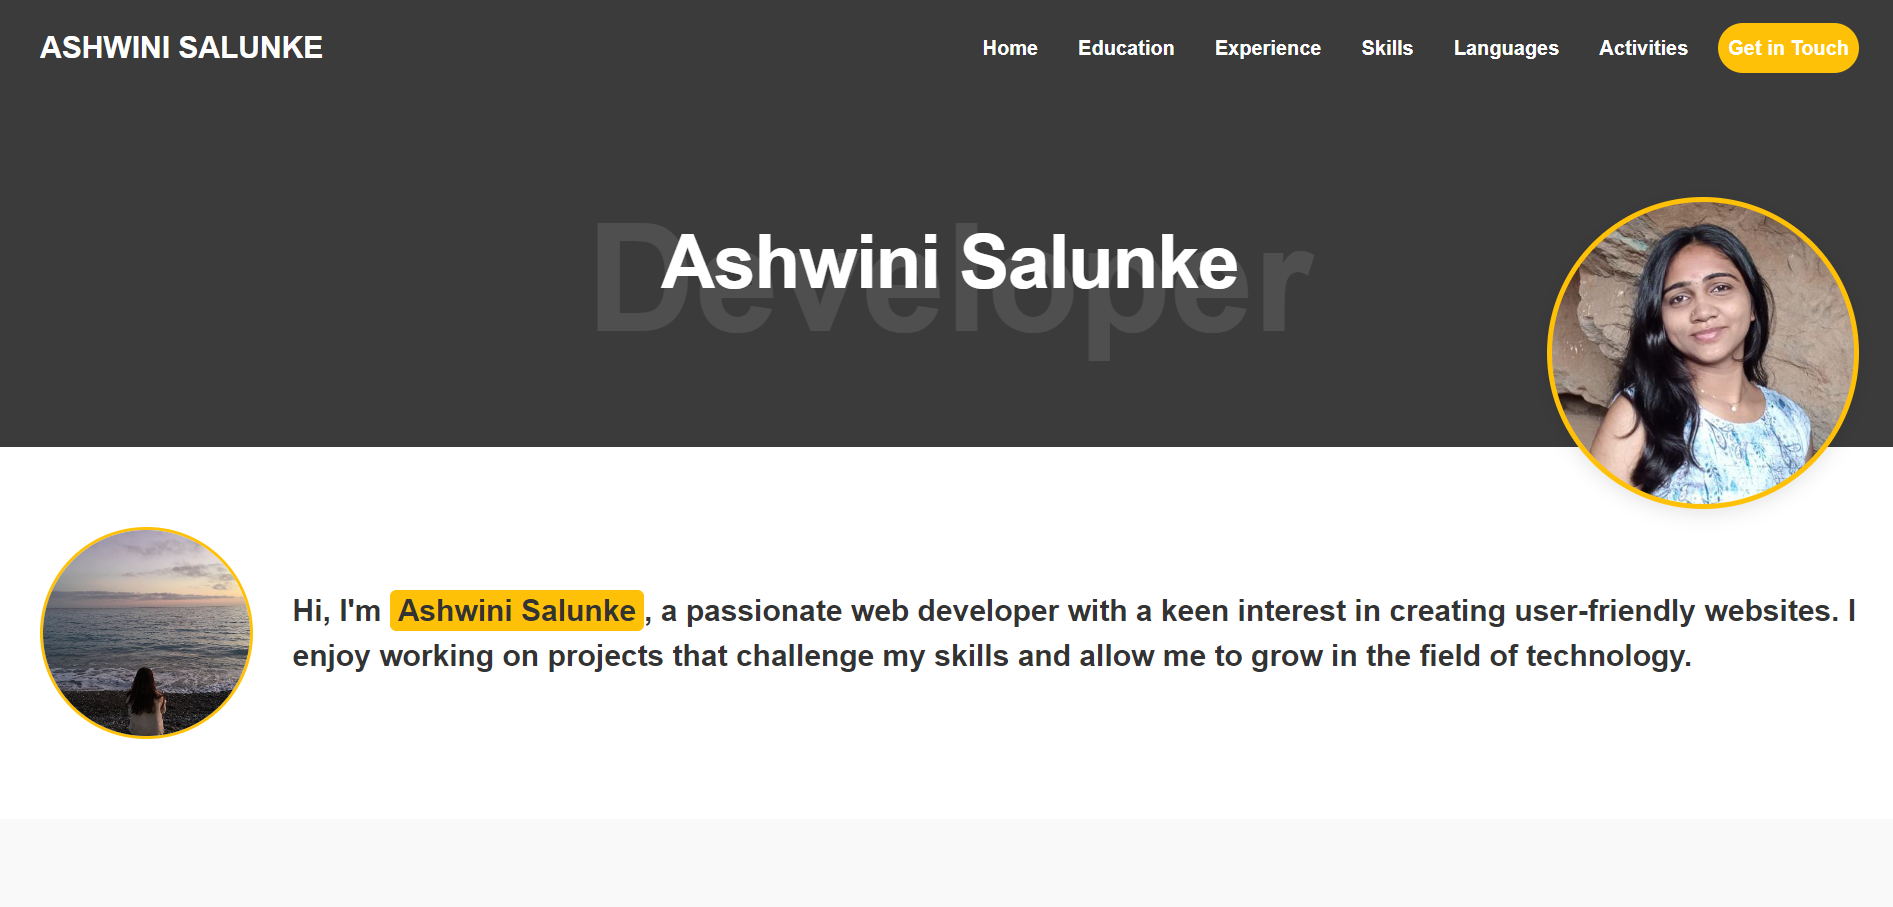 ASHWINI SALUNKE
Home Education Experience Skills Languages Activities Get in Touch
Developer
Ashwini Salunke
Hi, I'm Ashwini Salunke, a passionate web developer with a keen interest in creating user-friendly websites. I
enjoy working on projects that challenge my skills and allow me to grow in the field of technology.